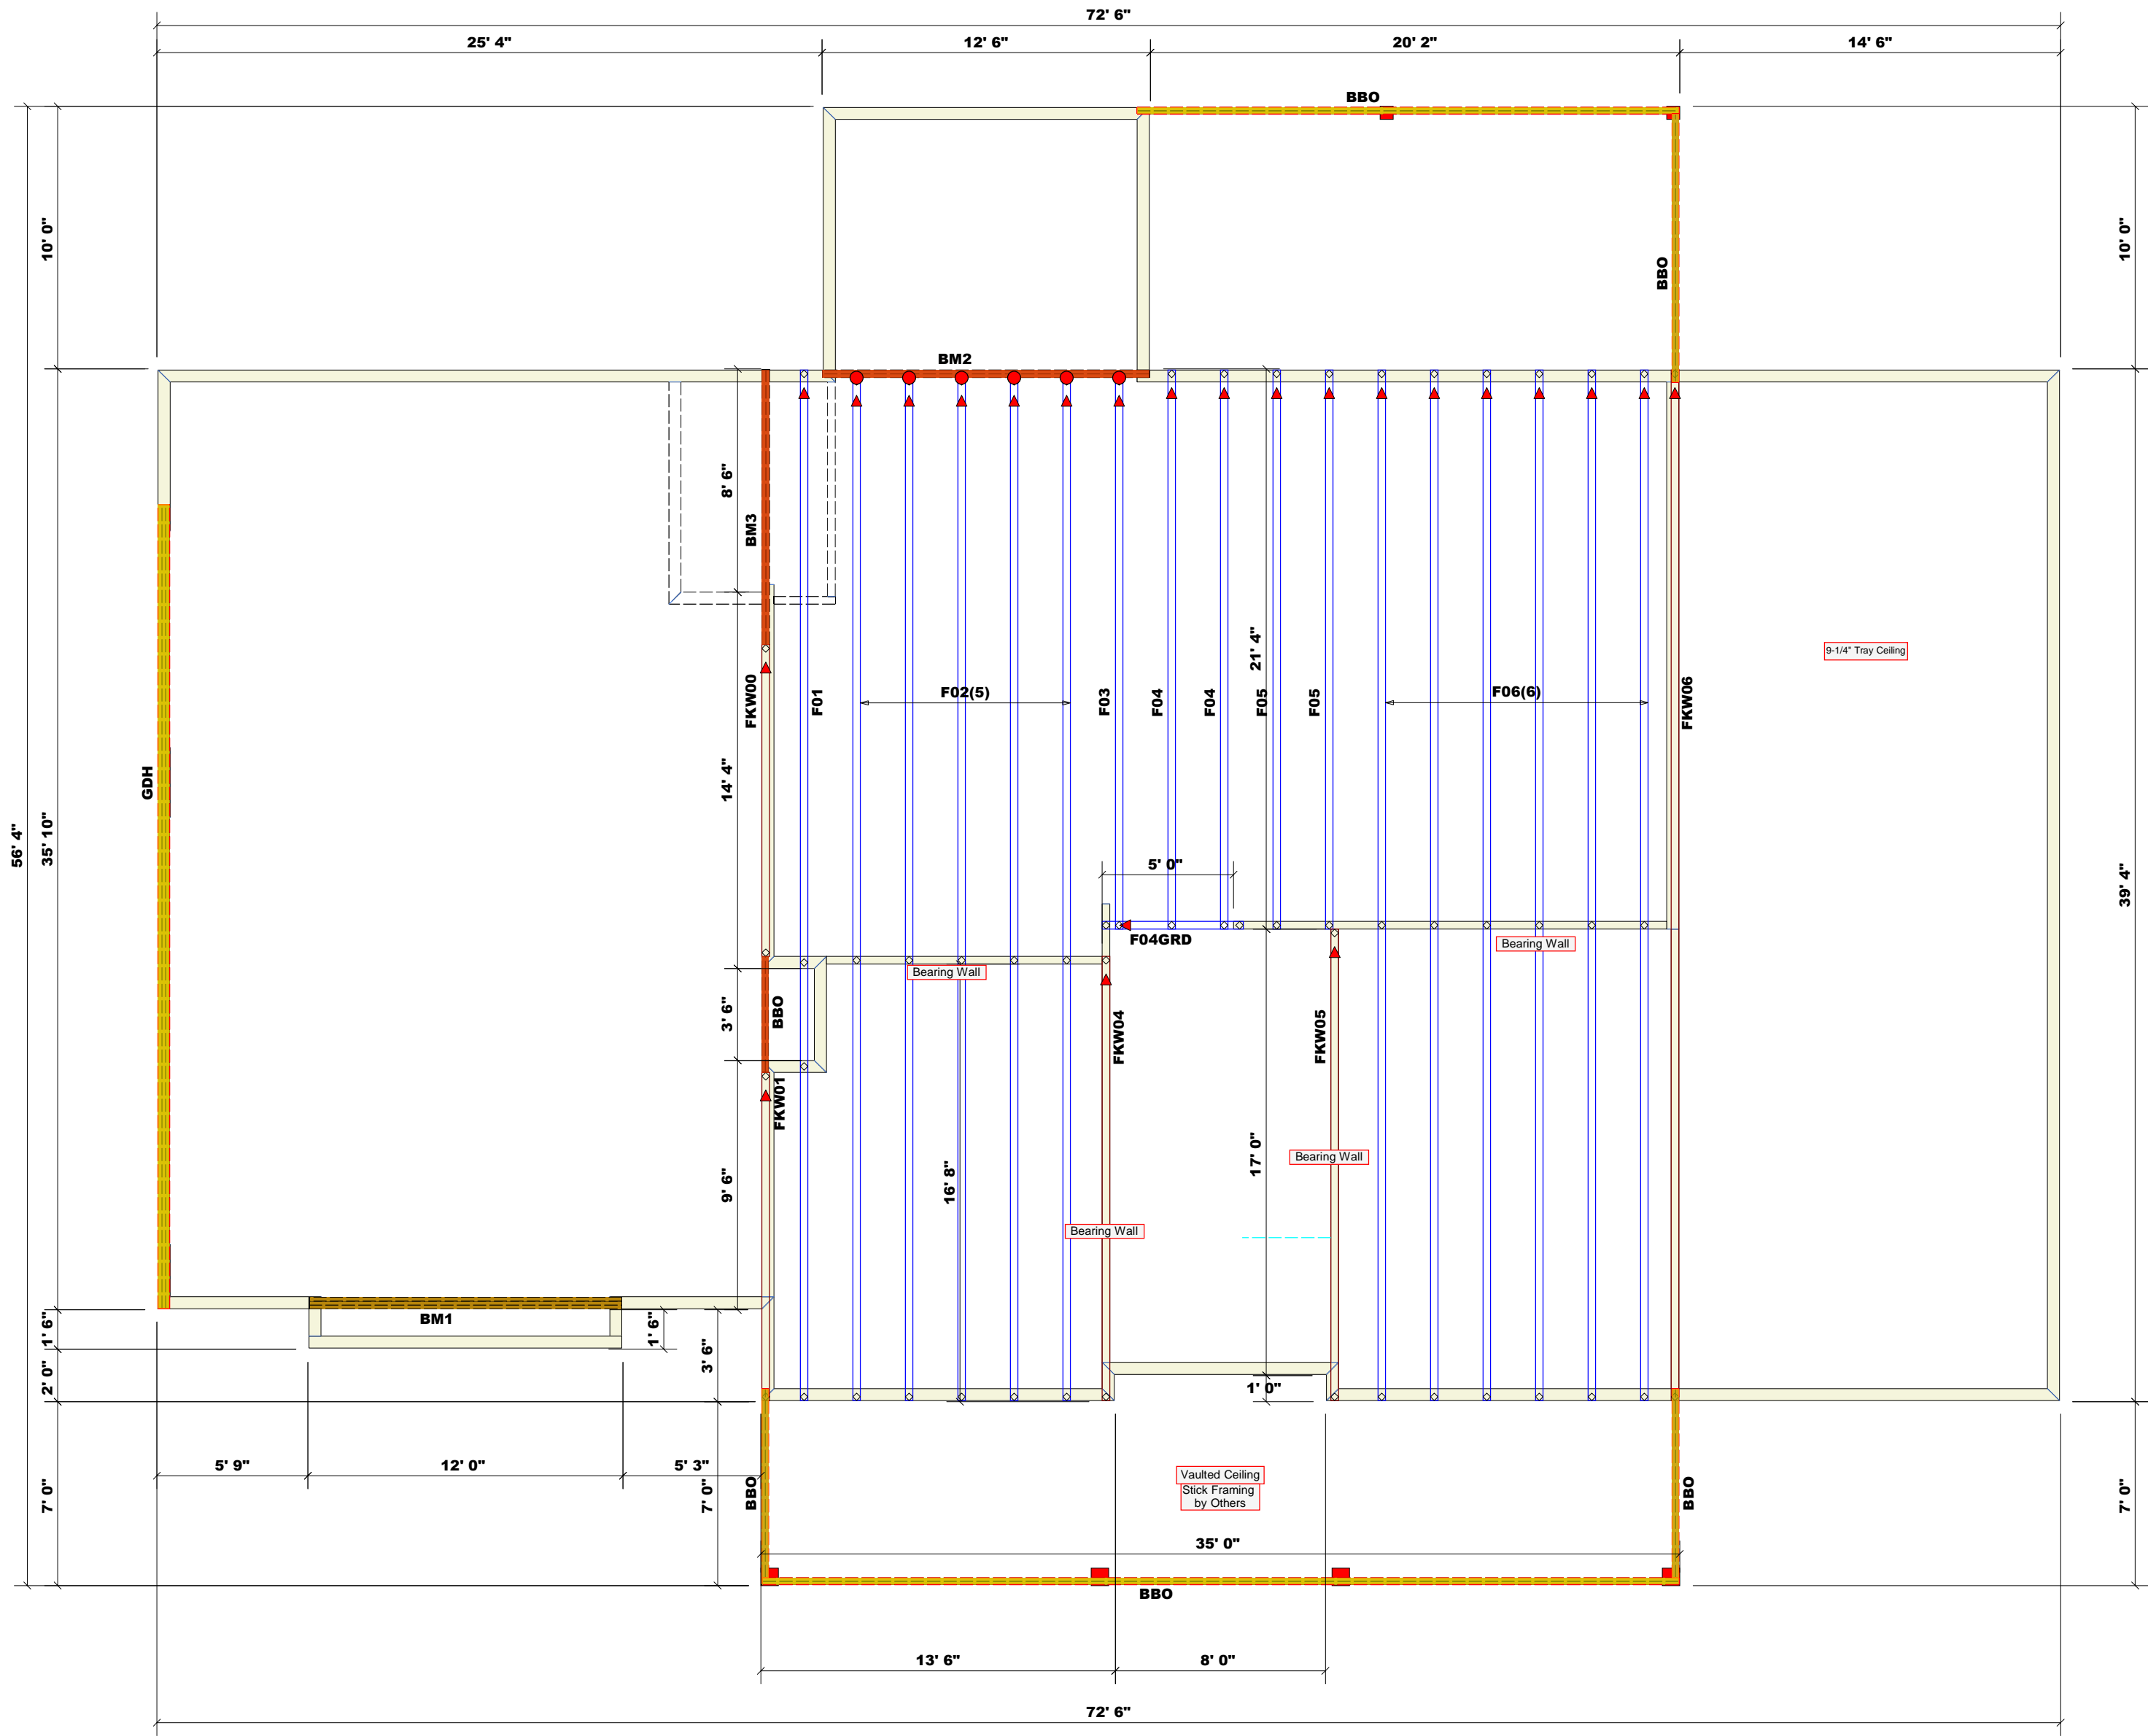 72' 6"
25' 4"
12' 6"
20' 2"
14' 6"
BBO
10' 0"
10' 0"
BBO
BM2
8' 6"
BM3
21' 4"
9-1/4" Tray Ceiling
FKW00
F01
F02(5)
F03
F04
F04
F05
F05
F06(6)
FKW06
GDH
14' 4"
56' 4"
35' 10"
5' 0"
39' 4"
F04GRD
Bearing Wall
Bearing Wall
3' 6"
BBO
FKW04
FKW05
FKW01
9' 6"
16' 8"
17' 0"
Bearing Wall
Bearing Wall
BM1
1' 6"
1' 6"
3' 6"
2' 0"
1' 0"
5' 9"
12' 0"
5' 3"
7' 0"
7' 0"
BBO
Vaulted Ceiling
Stick Framing
by Others
BBO
7' 0"
35' 0"
BBO
13' 6"
8' 0"
72' 6"